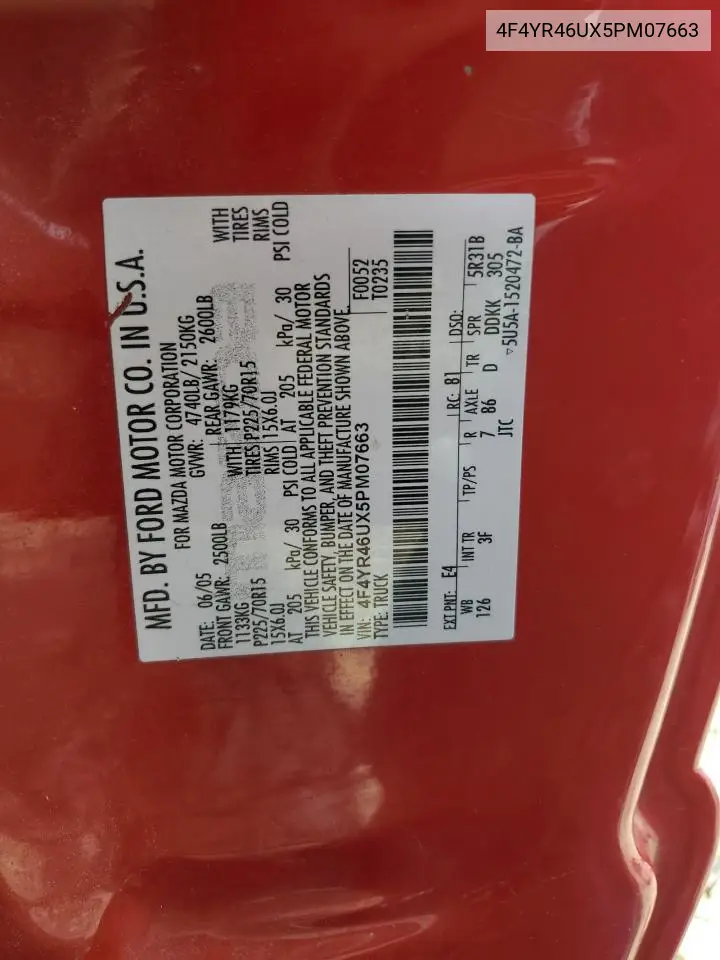 4F4YR46UX5PM07663
MFD. BY FORD MOTOR CO. IN U.S.A.
FOR MAZDA MOTOR CORPORATION
DATE: 06/05 GVWR: 4740LB/ 2150KG
FRONT GAWR: 2500LB REAR GAWR: 2600LB
1133KG WITH 1179KG WITH
P225/70R15 TIRES P225/70R15 TIRES
15X6.0J RIMS 15X6.0J RIMS
AT 205 kPa/ 30 PSI COLD AT 205 kPa/ 30 PSI COLD
THIS VEHICLE CONFORMS TO ALL APPLICABLE FEDERAL MOTOR
VEHICLE SAFETY, BUMPER, AND THEFT PREVENTION STANDARDS
IN EFFECT ON THE DATE OF MANUFACTURE SHOWN ABOVE.
VIN: 4F4YR46UX5PM07663 F0052
TYPE: TRUCK T0235
EXT PNT: E4 RC: 81 DSO:
WB INT TR TP/PS R AXLE TR SPR 5R31B
126 3F 7 86 D DDKK 305
JTC ▽5U5A-1520472-BA